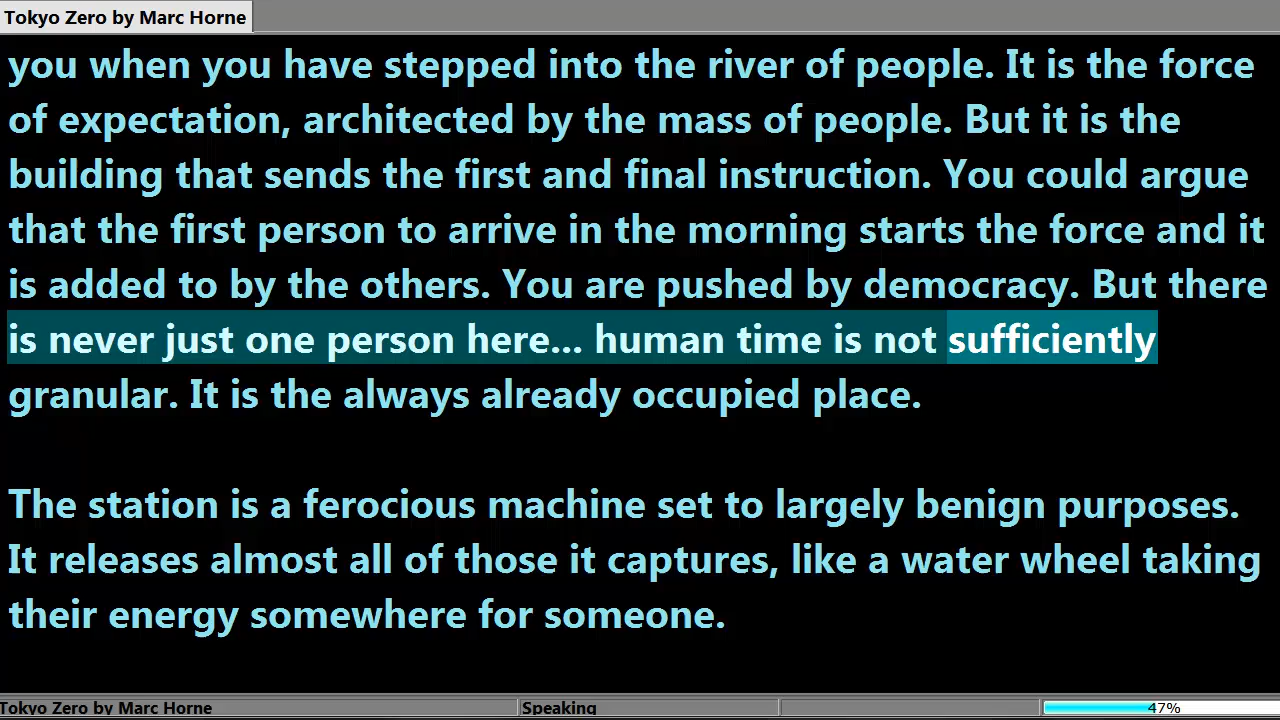 Tokyo Zero by Marc Horne
you when you have stepped into the river of people. It is the force
of expectation, architected by the mass of people. But it is the
building that sends the first and final instruction. You could argue
that the first person to arrive in the morning starts the force and it
is added to by the others. You are pushed by democracy. But there
is never just one person here... human time is not sufficiently
granular. It is the always already occupied place.
The station is a ferocious machine set to largely benign purposes.
It releases almost all of those it captures, like a water wheel taking
their energy somewhere for someone.
Tokyo Zero by Marc Horne
Speaking
47%